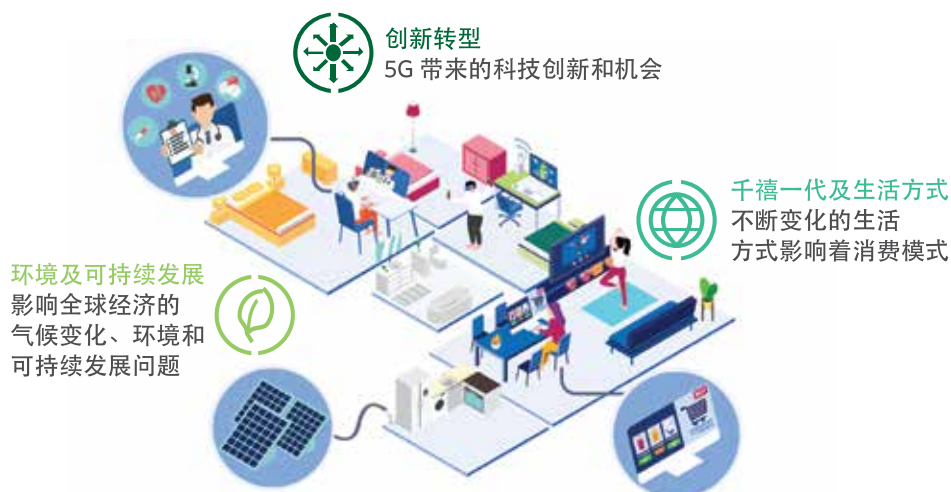 创新转型
5G 带来的科技创新和机会
千禧一代及生活方式
不断变化的生活
方式影响着消费模式
环境及可持续发展
影响全球经济的
气候变化、环境和
可持续发展问题